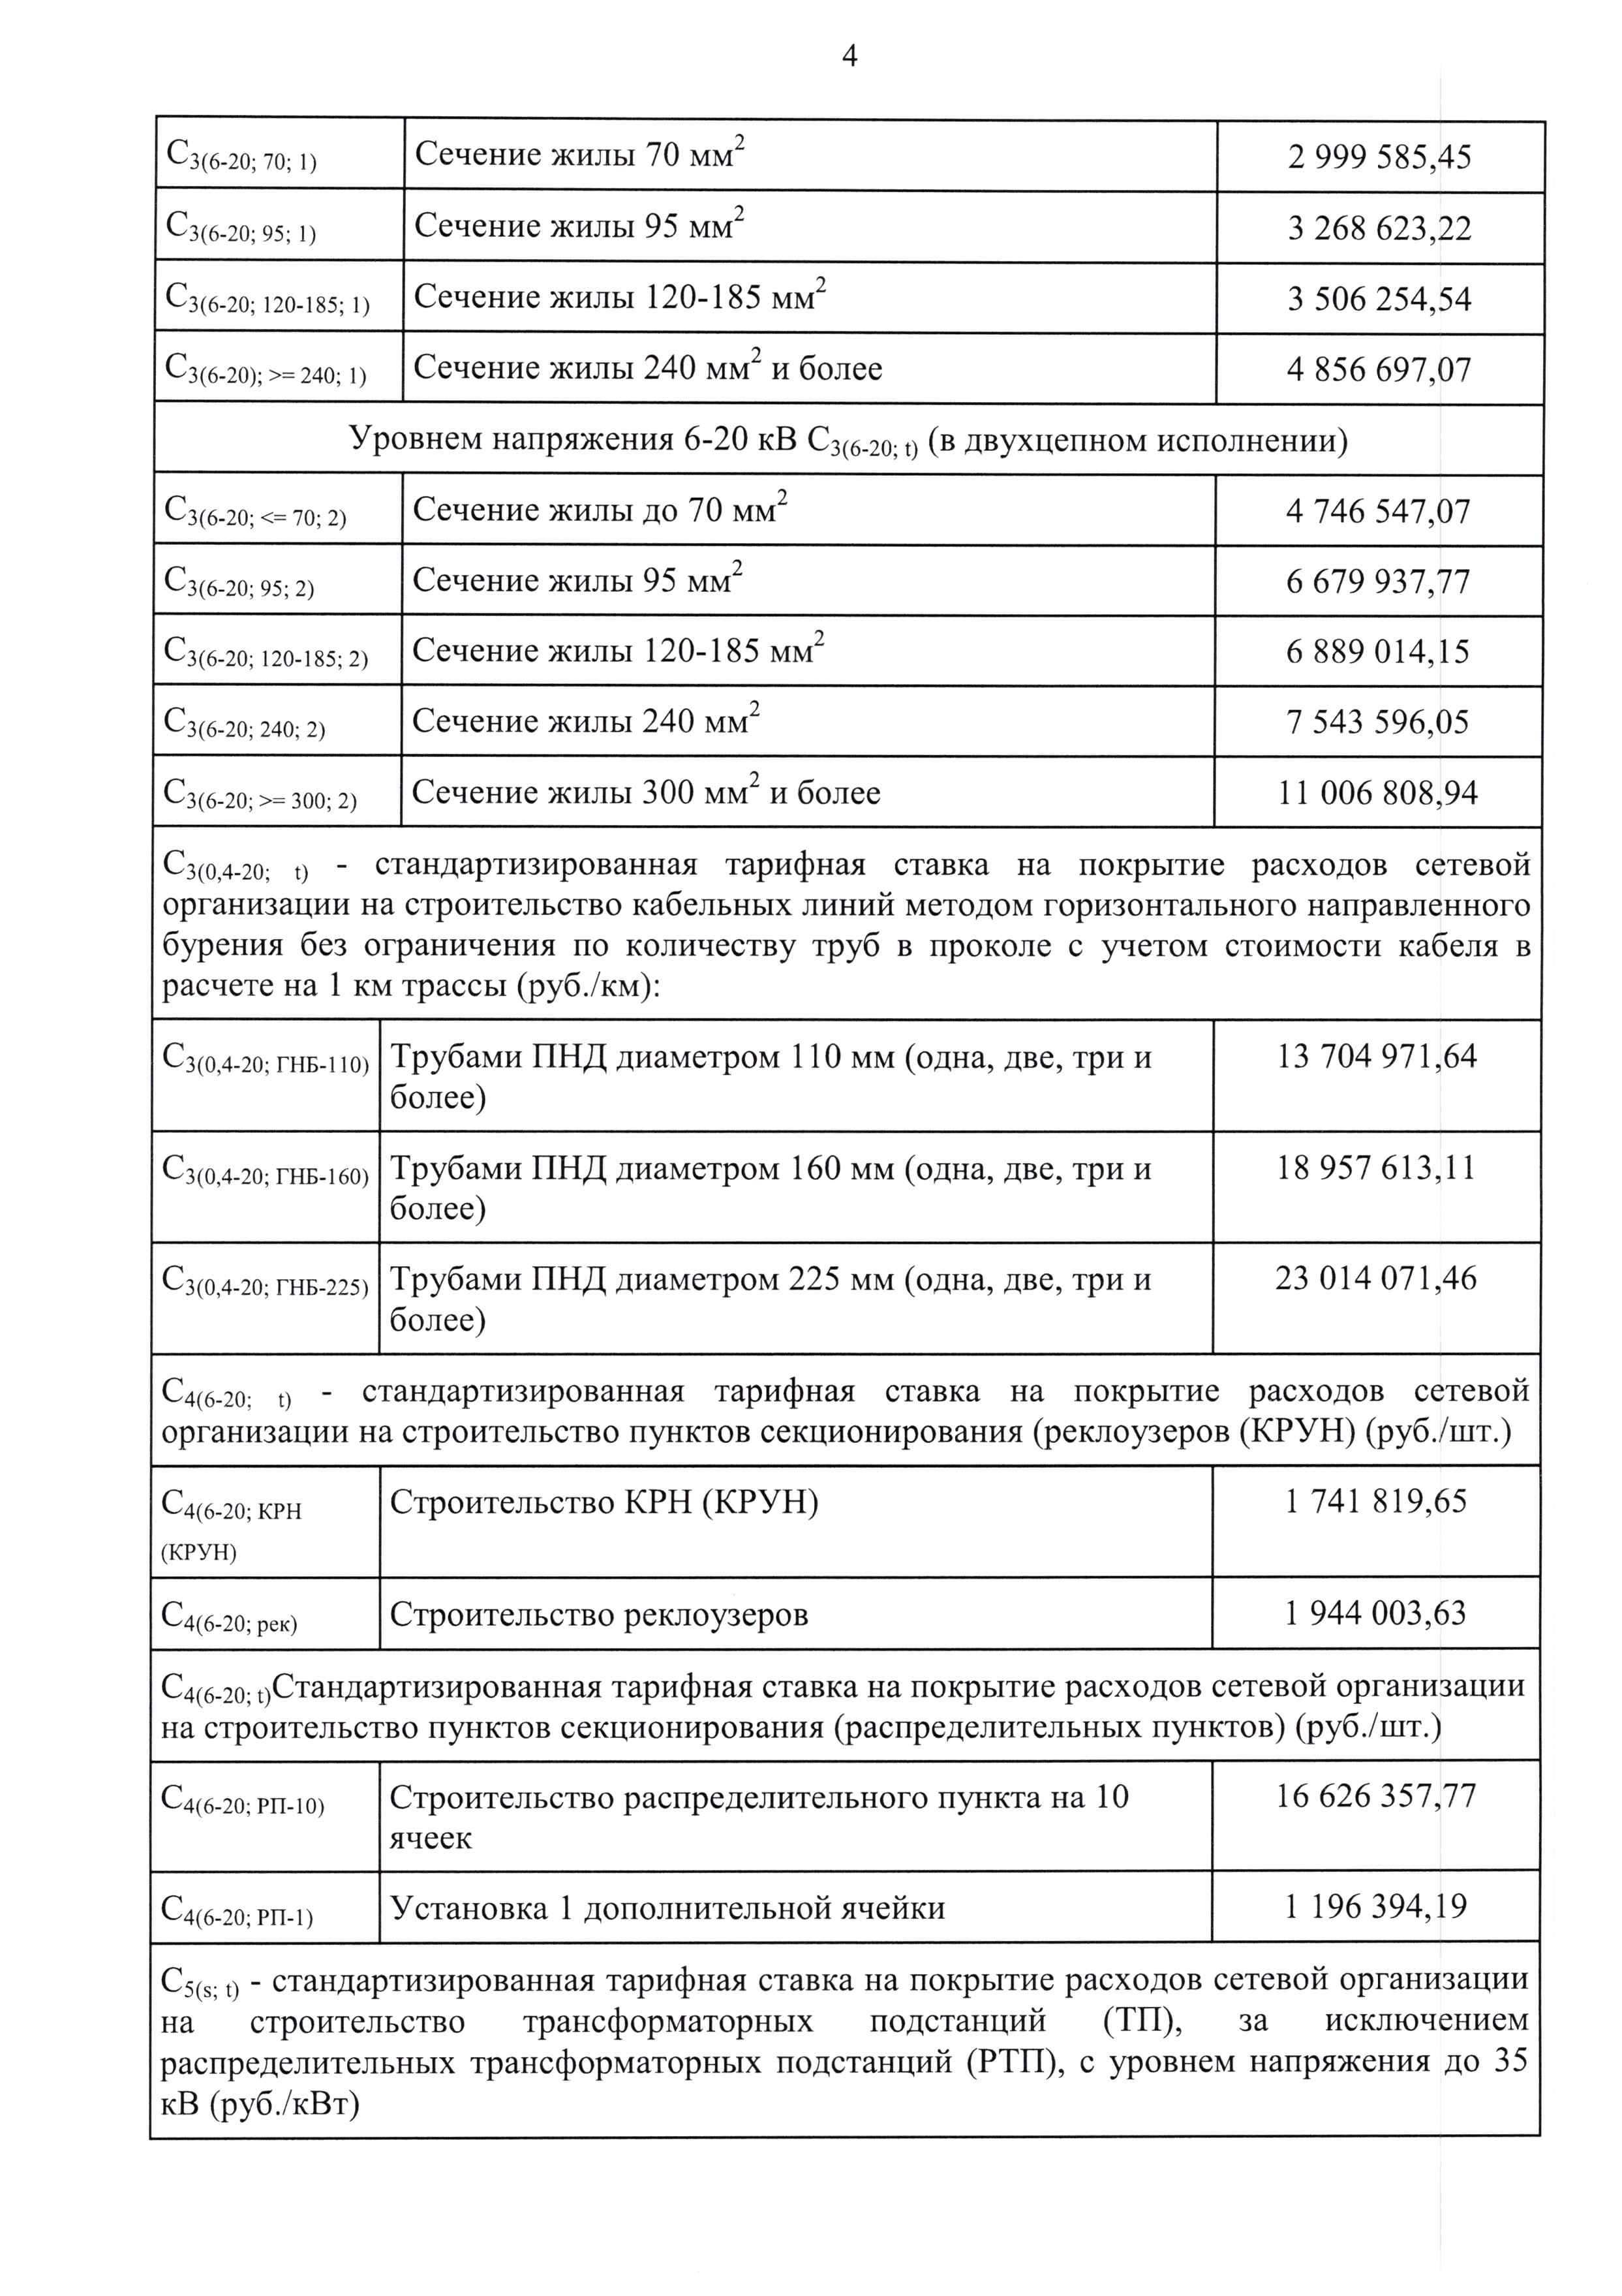 4
С3(6-20; 70; 1) Сечение жилы 70 мм2 2 999 585,45
С3(6-20; 95; 1) Сечение жилы 95 мм2 3 268 623,22
С3(6-20; 120-185; 1) Сечение жилы 120-185 мм2 3 506 254,54
С3(6-20); >= 240; 1) Сечение жилы 240 мм2 и более 4 856 697,07
Уровнем напряжения 6-20 кВ С3(6-20; t) (в двухцепном исполнении)
С3(6-20; <= 70; 2) Сечение жилы до 70 мм2 4 746 547,07
С3(6-20; 95; 2) Сечение жилы 95 мм2 6 679 937,77
С3(6-20; 120-185; 2) Сечение жилы 120-185 мм2 6 889 014,15
С3(6-20; 240; 2) Сечение жилы 240 мм2 7 543 596,05
С3(6-20; >= 300; 2) Сечение жилы 300 мм2 и более 11 006 808,94
С3(0,4-20; t) - стандартизированная тарифная ставка на покрытие расходов сетевой
организации на строительство кабельных линий методом горизонтального направленного
бурения без ограничения по количеству труб в проколе с учетом стоимости кабеля в
расчете на 1 км трассы (руб./км):
С3(0,4-20; ГНБ-110) Трубами ПНД диаметром 110 мм (одна, две, три и 13 704 971,64
более)
С3(0,4-20; ГНБ-160) Трубами ПНД диаметром 160 мм (одна, две, три и 18 957 613,11
более)
С3(0,4-20; ГНБ-225) Трубами ПНД диаметром 225 мм (одна, две, три и 23 014 071,46
более)
С4(6-20; t) - стандартизированная тарифная ставка на покрытие расходов сетевой
организации на строительство пунктов секционирования (реклоузеров (КРУН) (руб./шт.)
С4(6-20; КРН Строительство КРН (КРУН) 1 741 819,65
(КРУН)
С4(6-20; рек) Строительство реклоузеров 1 944 003,63
С4(6-20; t)Стандартизированная тарифная ставка на покрытие расходов сетевой организации
на строительство пунктов секционирования (распределительных пунктов) (руб./шт.)
С4(6-20; РП-10) Строительство распределительного пункта на 10 16 626 357,77
ячеек
С4(6-20; РП-1) Установка 1 дополнительной ячейки 1 196 394,19
С5(s; t) - стандартизированная тарифная ставка на покрытие расходов сетевой организации
на строительство трансформаторных подстанций (ТП), за исключением
распределительных трансформаторных подстанций (РТП), с уровнем напряжения до 35
кВ (руб./кВт)